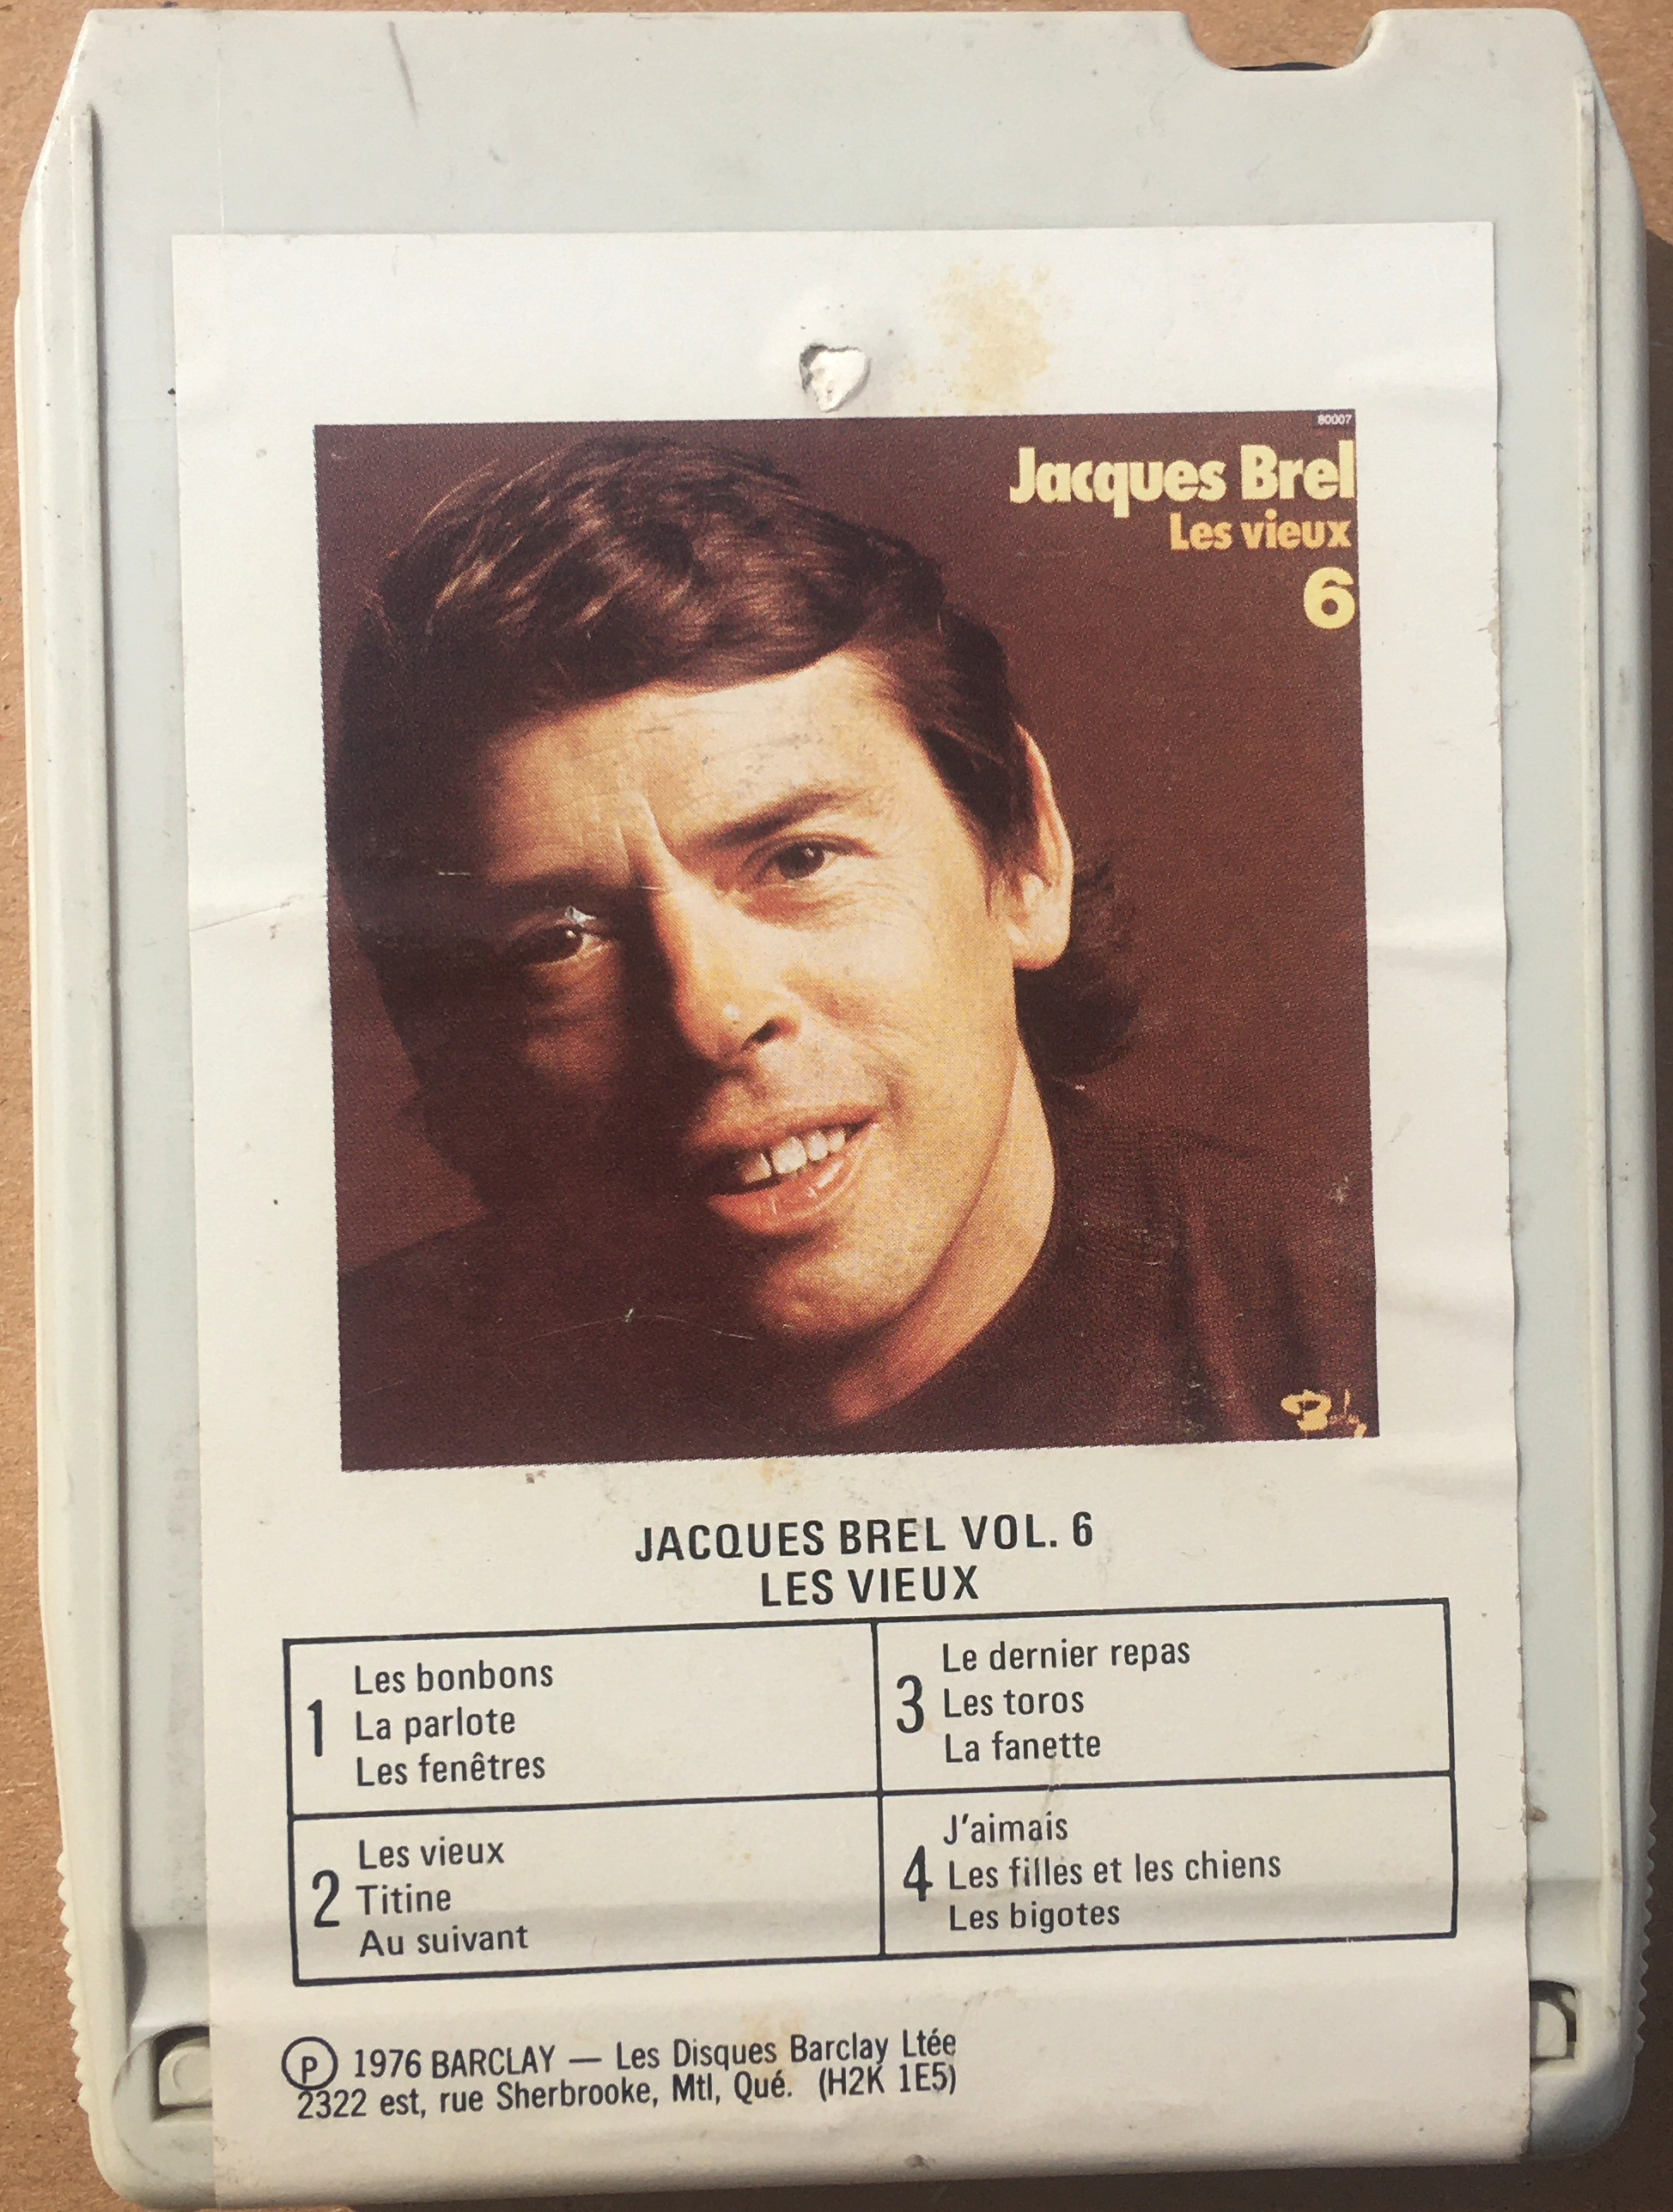 80007
Jacques Brel
Les vieux
6
Barclay
JACQUES BREL VOL. 6
LES VIEUX
1
Les bonbons
La parlote
Les fenêtres
2
Les vieux
Titine
Au suivant
3
Le dernier repas
Les toros
La fanette
4
J'aimais
Les filles et les chiens
Les bigotes
℗ 1976 BARCLAY — Les Disques Barclay Ltée
2322 est, rue Sherbrooke, Mtl, Qué. (H2K 1E5)